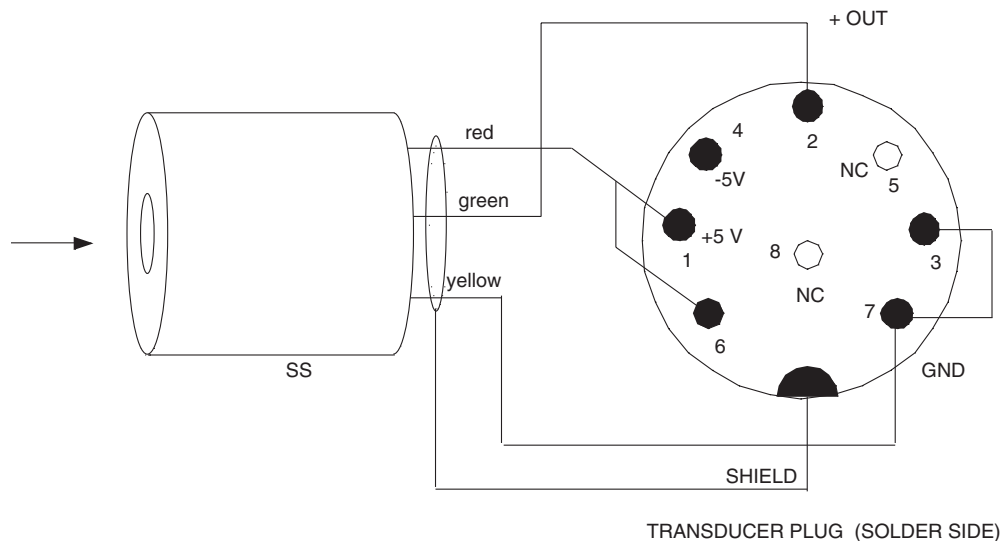 + OUT
red
4
2
NC
5
-5V
green
+5 V
1
8
3
yellow
NC
7
6
SS
GND
SHIELD
TRANSDUCER PLUG (SOLDER SIDE)